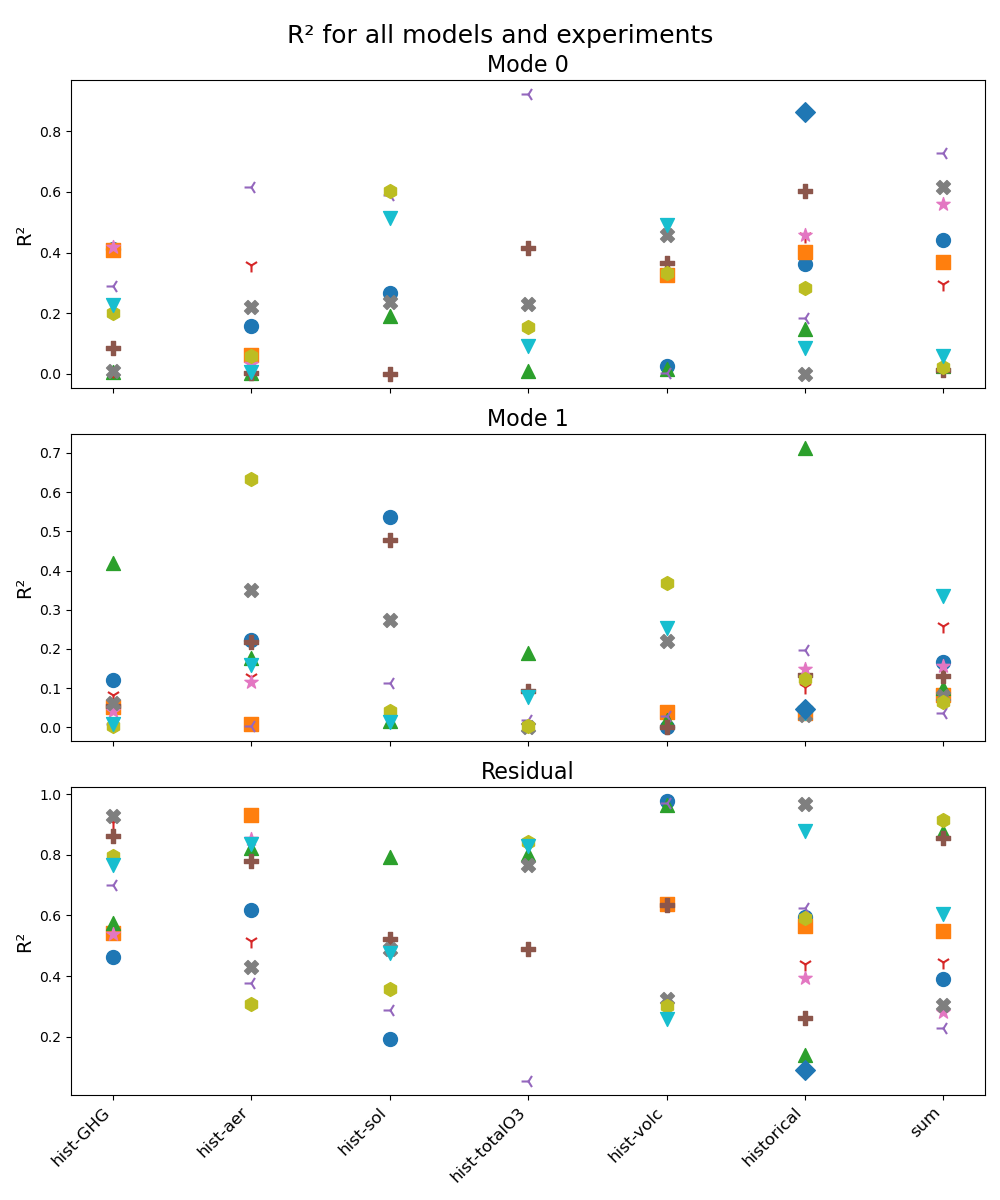 R² for all models and experiments
Mode 0
R²
0.8
0.6
0.4
0.2
0.0
Mode 1
R²
0.7
0.6
0.5
0.4
0.3
0.2
0.1
0.0
Residual
R²
1.0
0.8
0.6
0.4
0.2
hist-GHG
hist-aer
hist-sol
hist-totalO3
hist-volc
historical
sum